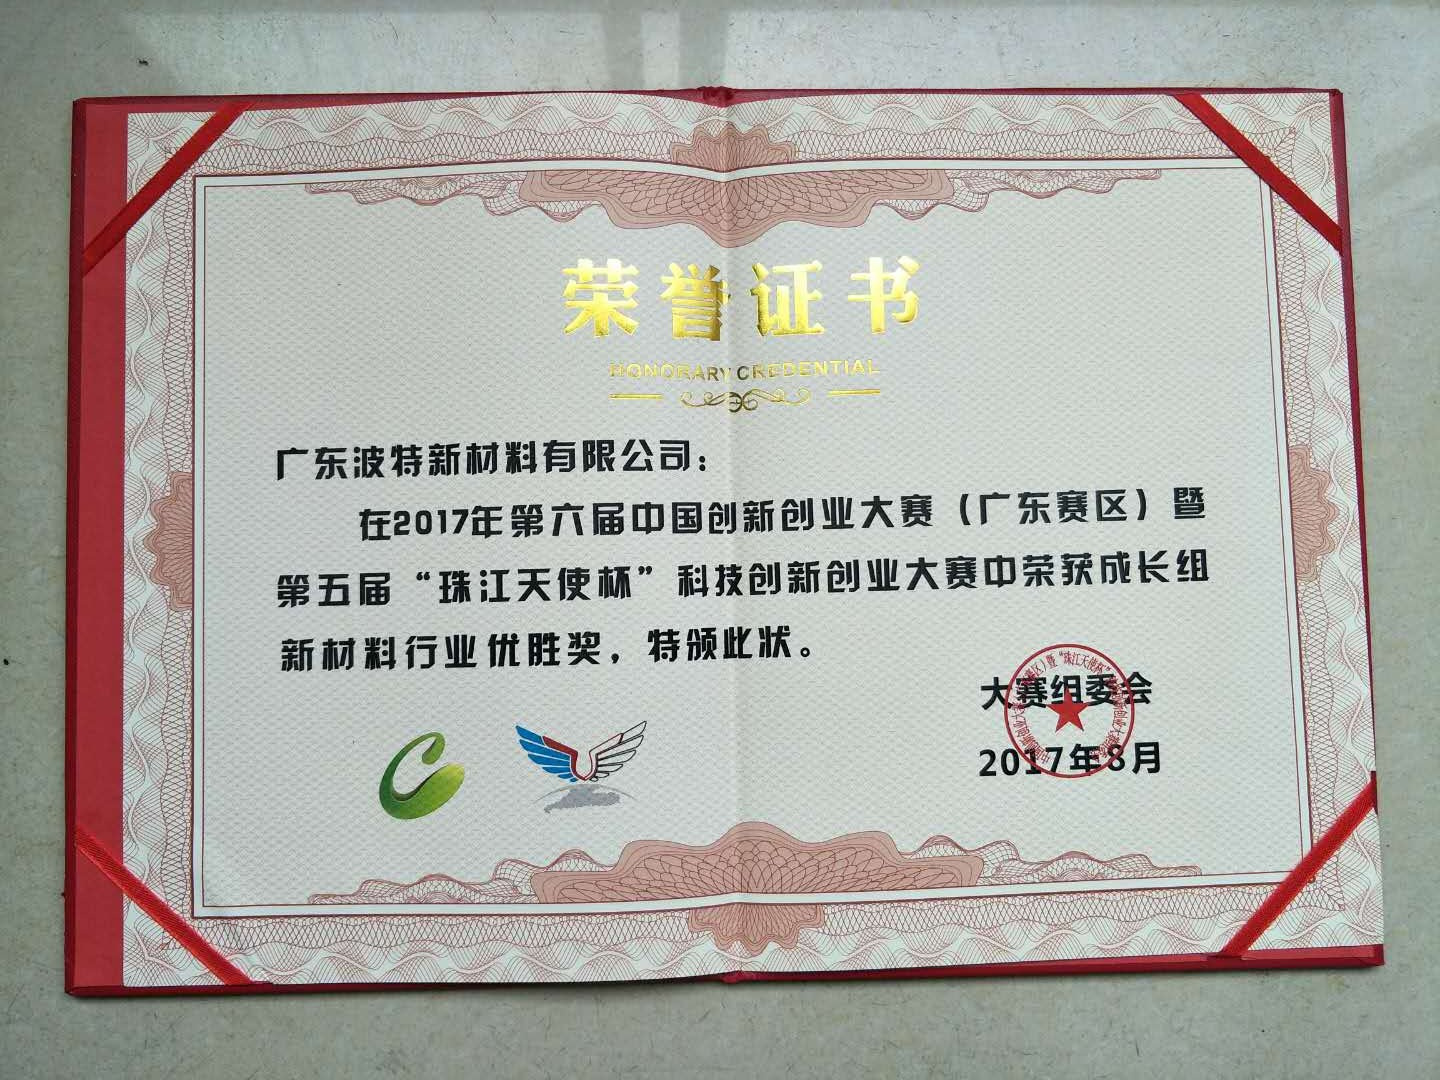 荣誉证书
HONORARY CREDENTIAL
广东波特新材料有限公司：
在2017年第六届中国创新创业大赛（广东赛区）暨
第五届“珠江天使杯”科技创新创业大赛中荣获成长组
新材料行业优胜奖，特颁此状。
大赛组委会
2017年8月